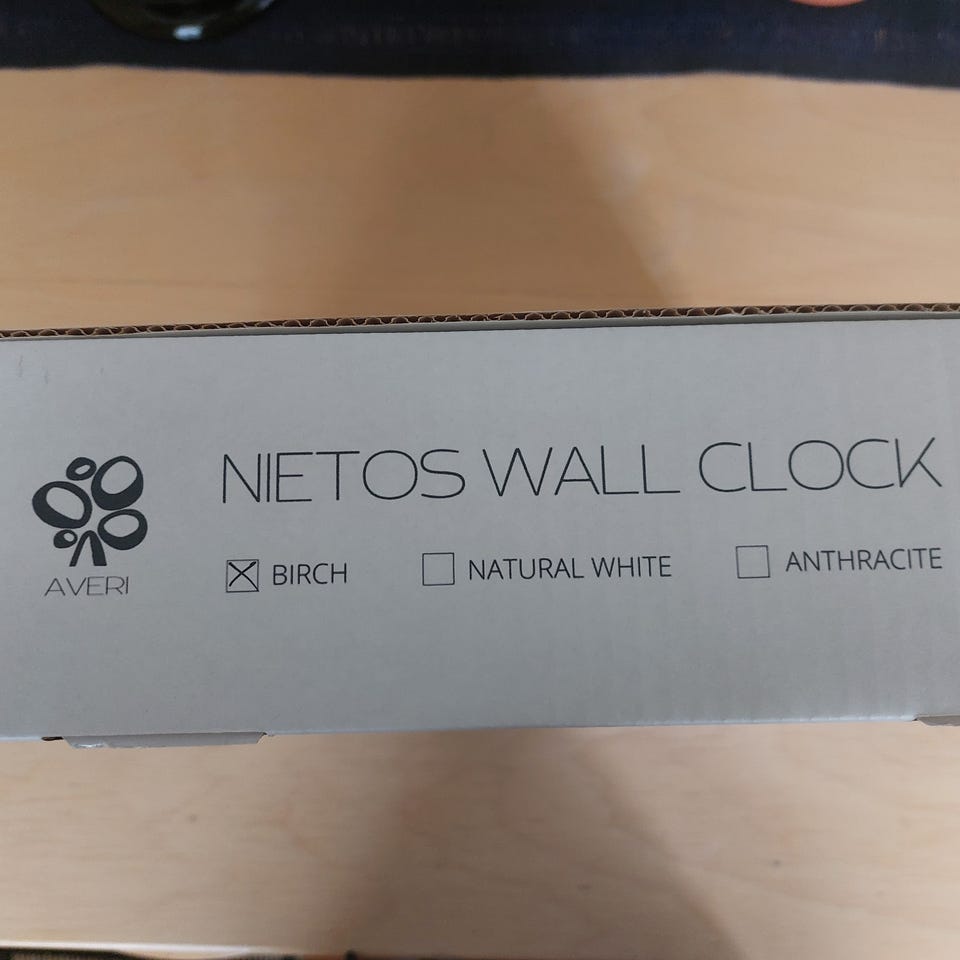 NIETOS WALL CLOCK
AVERI
BIRCH NATURAL WHITE ANTHRACITE